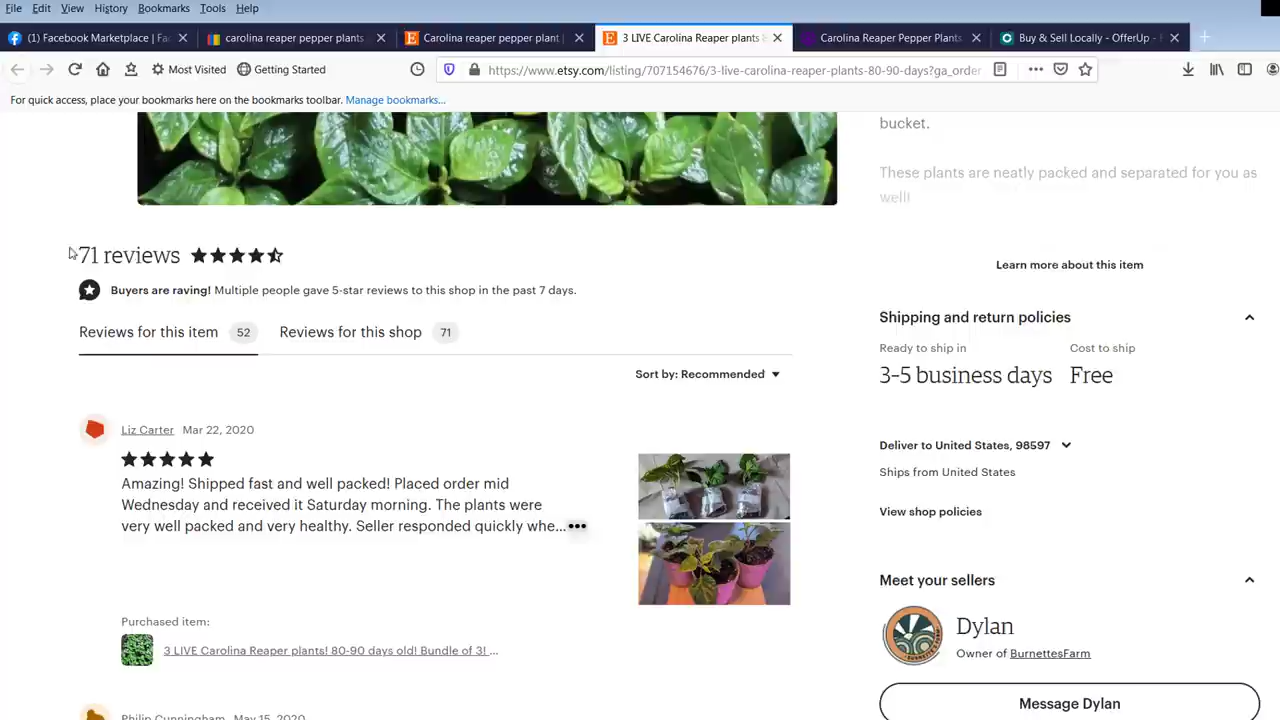 File Edit View History Bookmarks Tools Help
(1) Facebook Marketplace | Fac
carolina reaper pepper plants
Carolina reaper pepper plant |
3 LIVE Carolina Reaper plants 8
Carolina Reaper Pepper Plants
Buy & Sell Locally - OfferUp -
Most Visited Getting Started
https://www.etsy.com/listing/707154676/3-live-carolina-reaper-plants-80-90-days?ga_order
For quick access, place your bookmarks here on the bookmarks toolbar. Manage bookmarks...
bucket.
These plants are neatly packed and separated for you as
well!
Learn more about this item
Shipping and return policies
Ready to ship in Cost to ship
3-5 business days Free
Deliver to United States, 98597
Ships from United States
View shop policies
Meet your sellers
Dylan
Owner of BurnettesFarm
Message Dylan
71 reviews
Buyers are raving! Multiple people gave 5-star reviews to this shop in the past 7 days.
Reviews for this item 52 Reviews for this shop 71
Sort by: Recommended
Liz Carter Mar 22, 2020
Amazing! Shipped fast and well packed! Placed order mid
Wednesday and received it Saturday morning. The plants were
very well packed and very healthy. Seller responded quickly whe...
Purchased item:
3 LIVE Carolina Reaper plants! 80-90 days old! Bundle of 3! ...
Philip Cunningham May 15, 2020